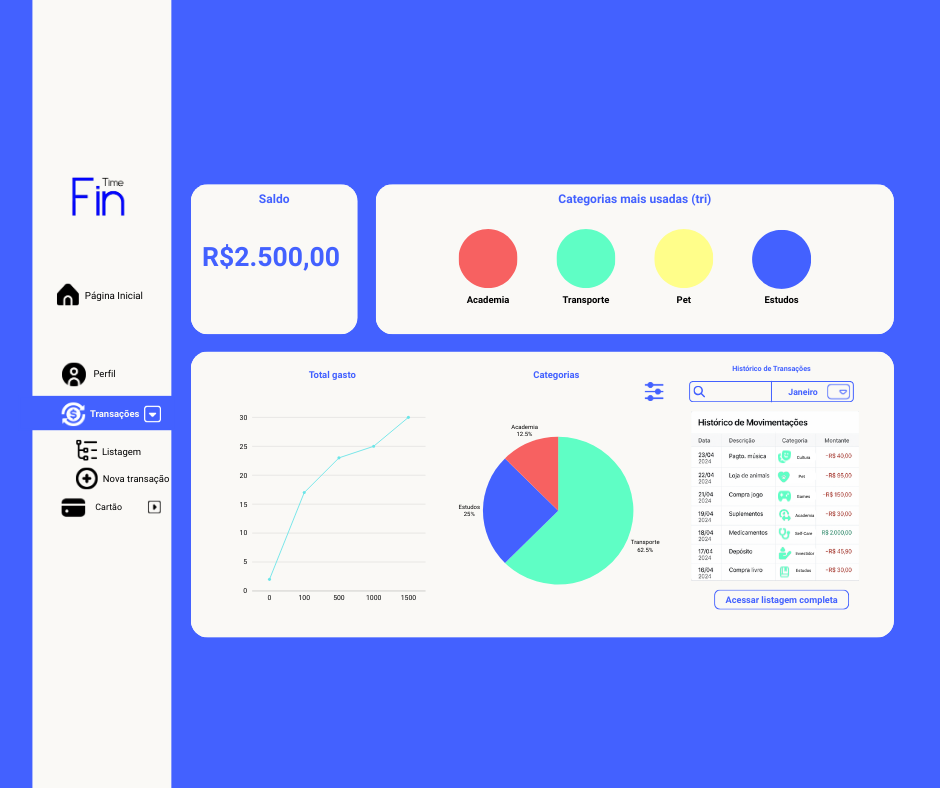 Time
Fin
Página Inicial
Perfil
Transações
Listagem
Nova transação
Cartão
Saldo
R$2.500,00
Categorias mais usadas (tri)
Academia
Transporte
Pet
Estudos
Total gasto
30
25
20
15
10
5
0
0 100 500 1000 1500
Categorias
Academia
12.5%
Estudos
25%
Transporte
62.5%
Histórico de Transações
Janeiro
Histórico de Movimentações
Data Descrição Categoria Montante
23/04 Pagto. música Cultura -R$ 40,00
2024
22/04 Loja de animais Pet -R$ 95,00
2024
21/04 Compra jogo Games -R$ 150,00
2024
19/04 Suplementos Academia -R$ 30,00
2024
18/04 Medicamentos Self-Care R$ 2.000,00
2024
17/04 Depósito -R$ 45,90
2024
16/04 Compra livro Estudos -R$ 30,00
2024
Acessar listagem completa